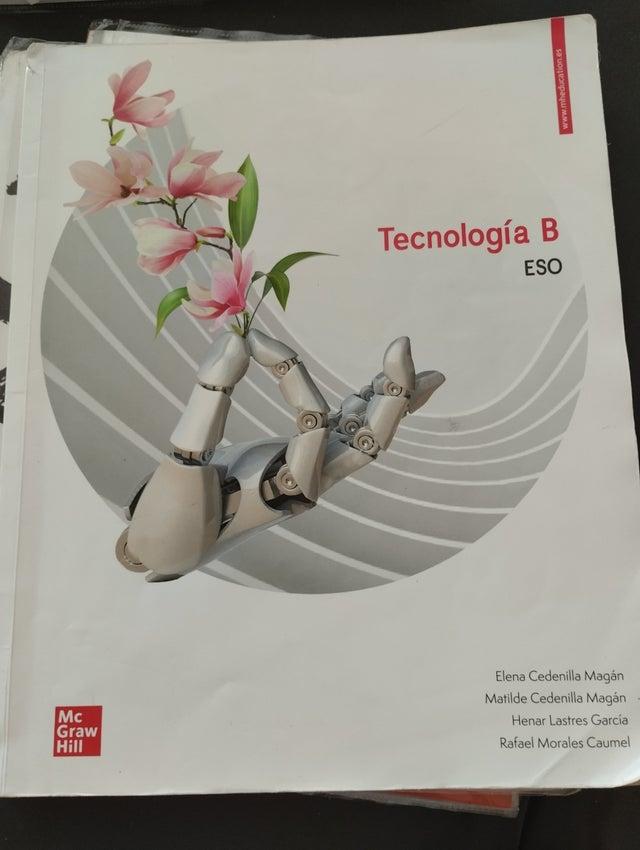 www.mheducation.es
Tecnología B
ESO
Elena Cedenilla Magán
Matilde Cedenilla Magán
Henar Lastres García
Rafael Morales Caumel
Mc
Graw
Hill